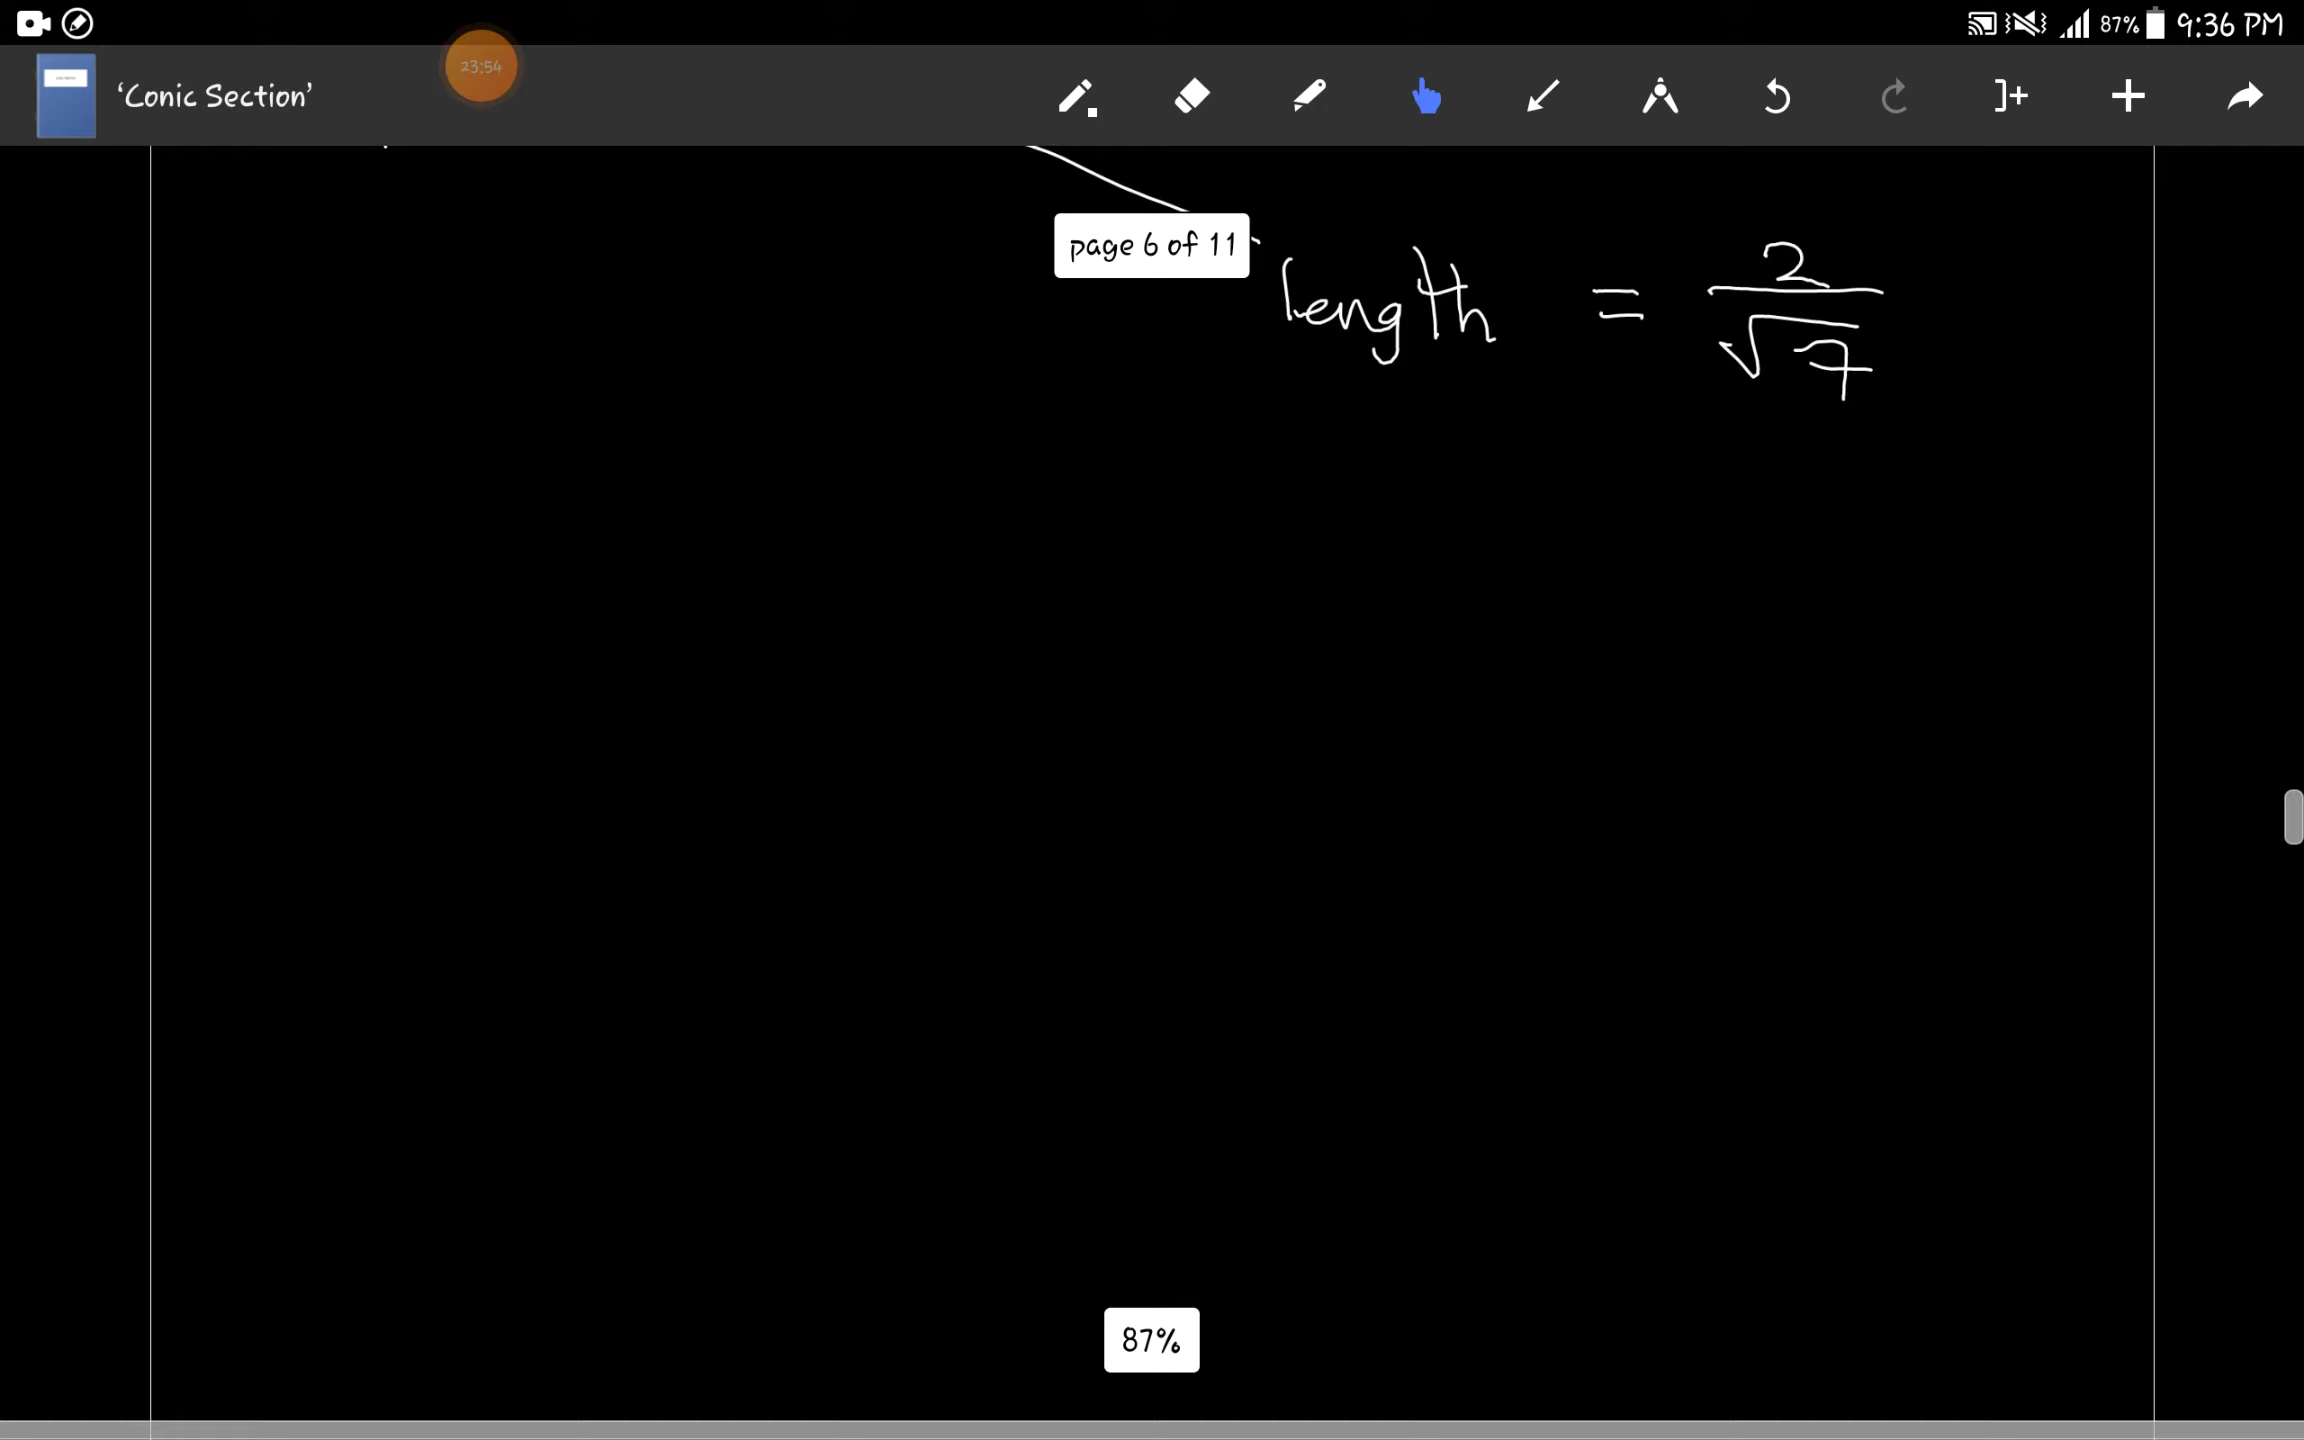 87% 9:36 PM
'Conic Section' 23:54 ]+
page 6 of 11
length = 2/√7
87%